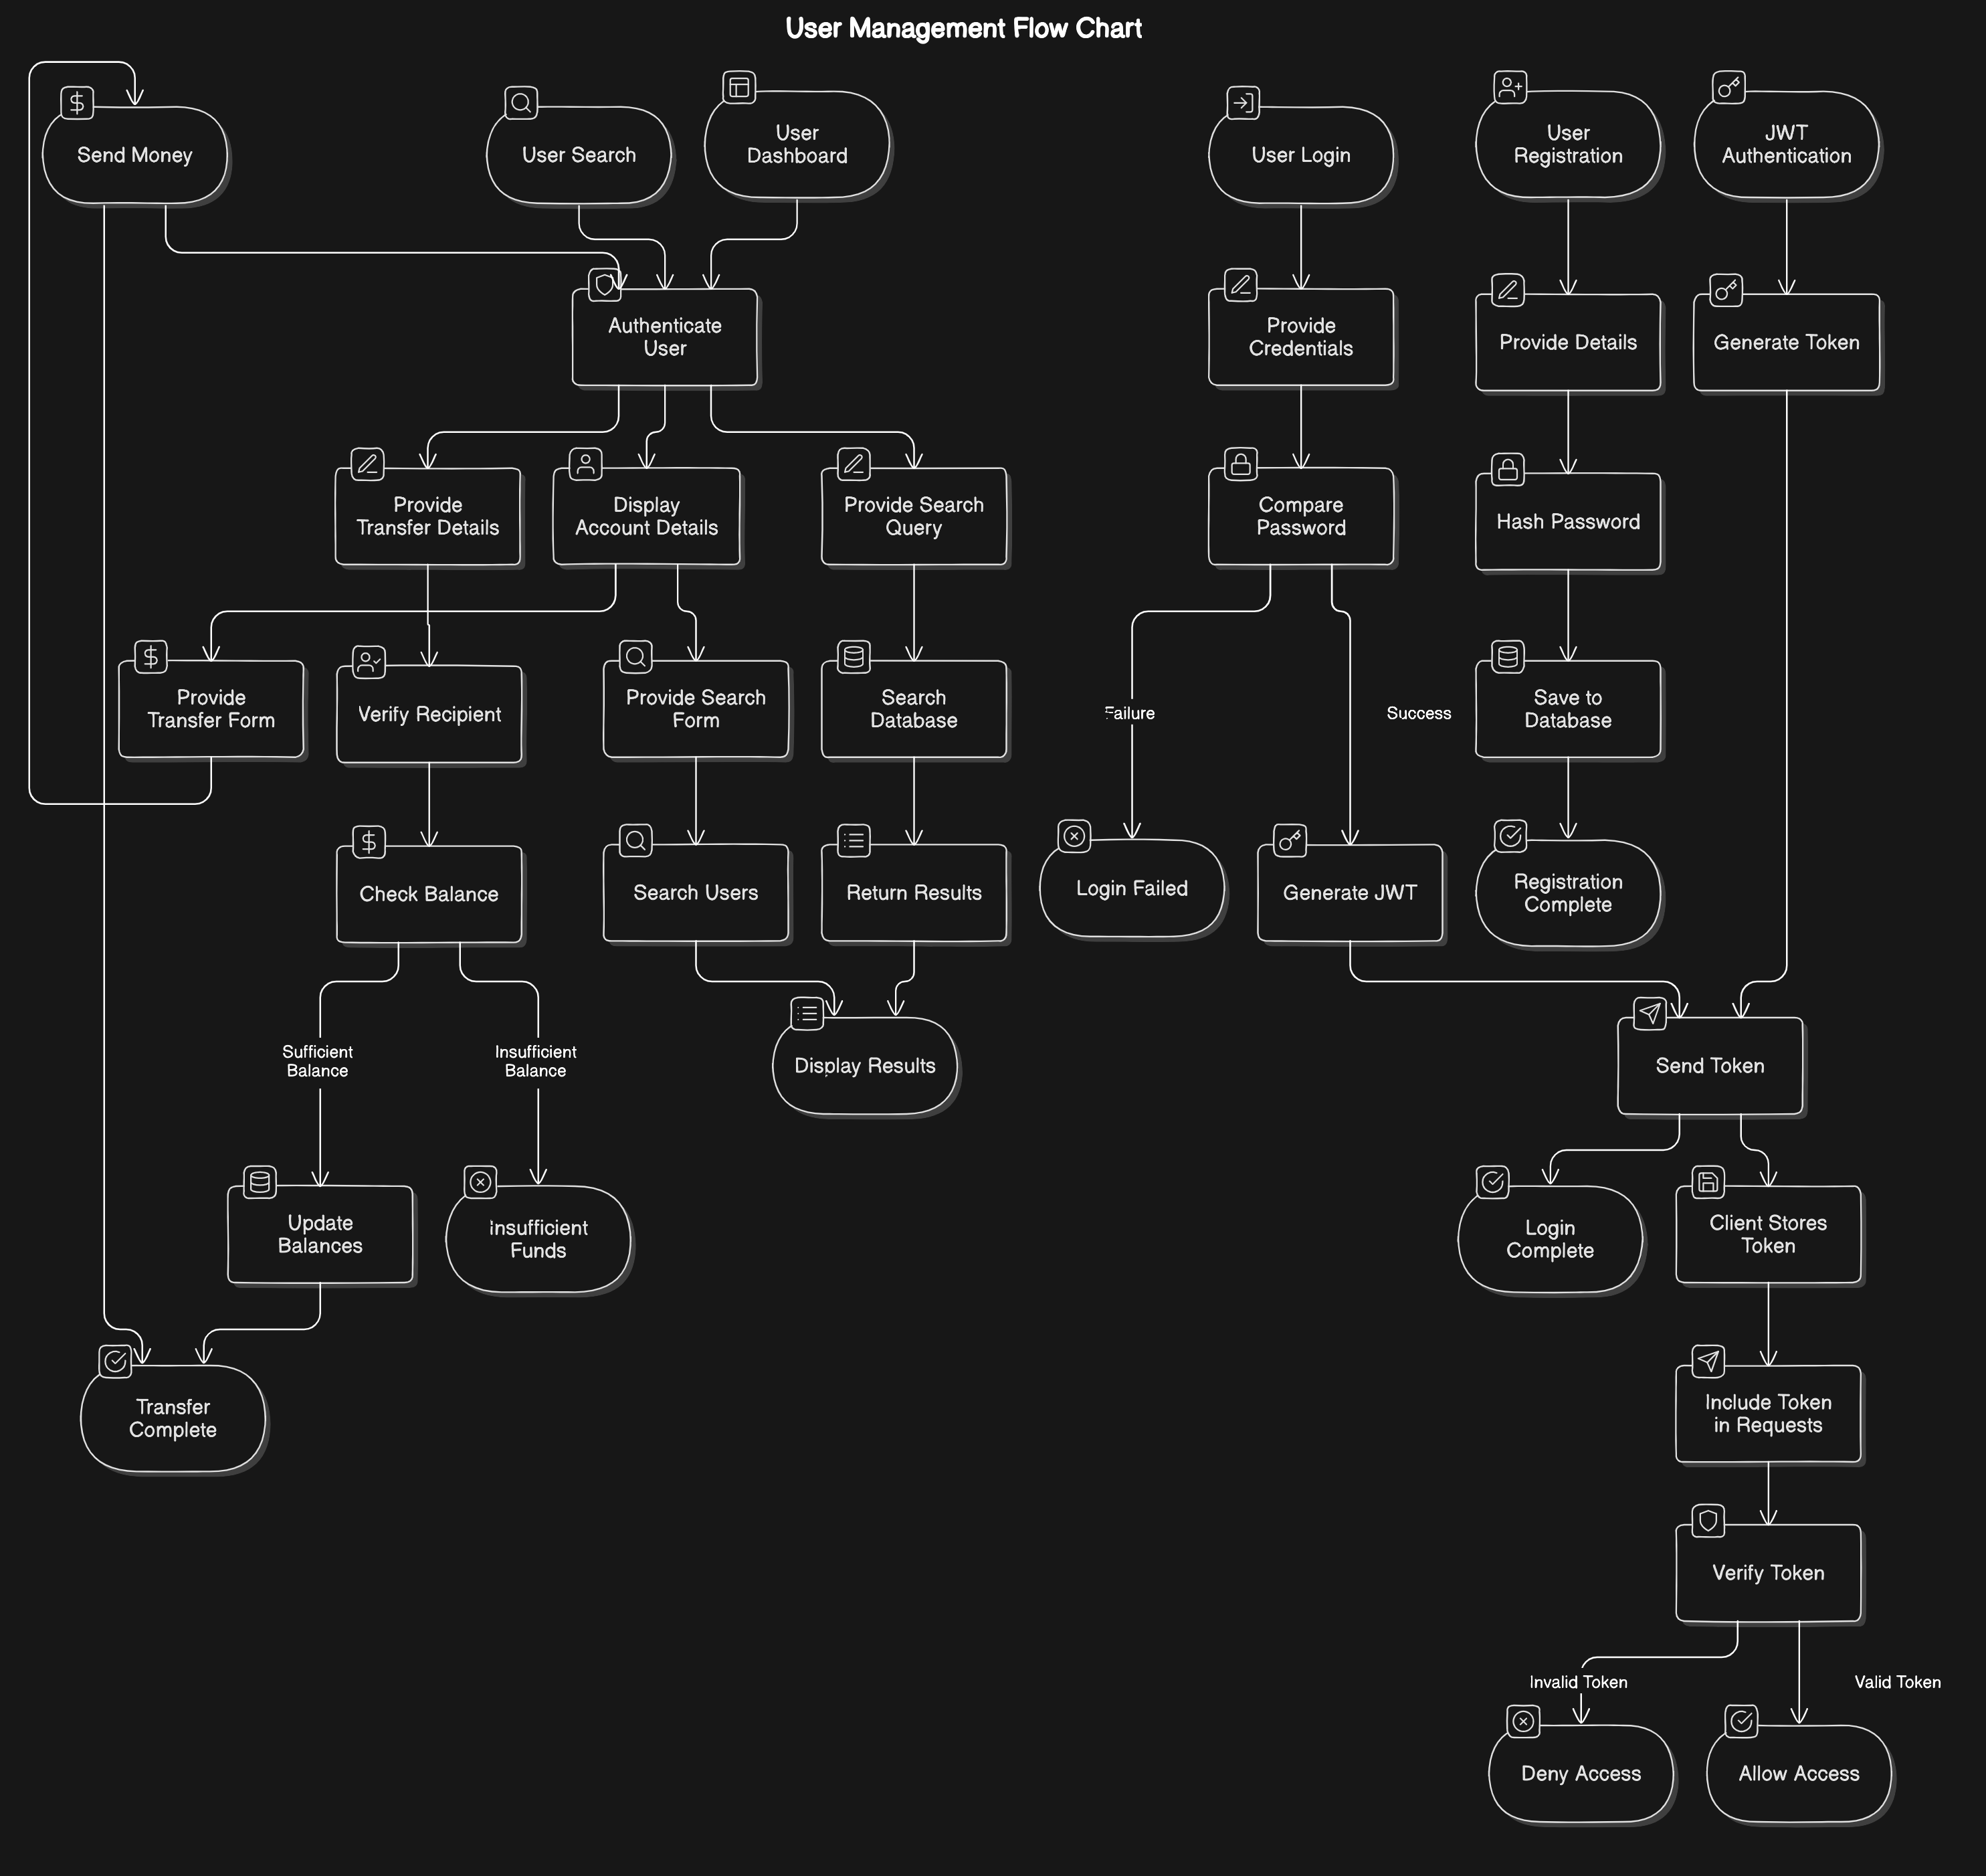 User Management Flow Chart
Send Money
User Search
User
Dashboard
User Login
User
Registration
JWT
Authentication
Authenticate
User
Provide
Credentials
Provide Details
Generate Token
Provide
Transfer Details
Display
Account Details
Provide Search
Query
Compare
Password
Hash Password
Provide
Transfer Form
Verify Recipient
Provide Search
Form
Search
Database
Failure
Success
Save to
Database
Check Balance
Search Users
Return Results
Login Failed
Generate JWT
Registration
Complete
Sufficient
Balance
Insufficient
Balance
Display Results
Send Token
Update
Balances
Insufficient
Funds
Login
Complete
Client Stores
Token
Transfer
Complete
Include Token
in Requests
Verify Token
Invalid Token
Valid Token
Deny Access
Allow Access